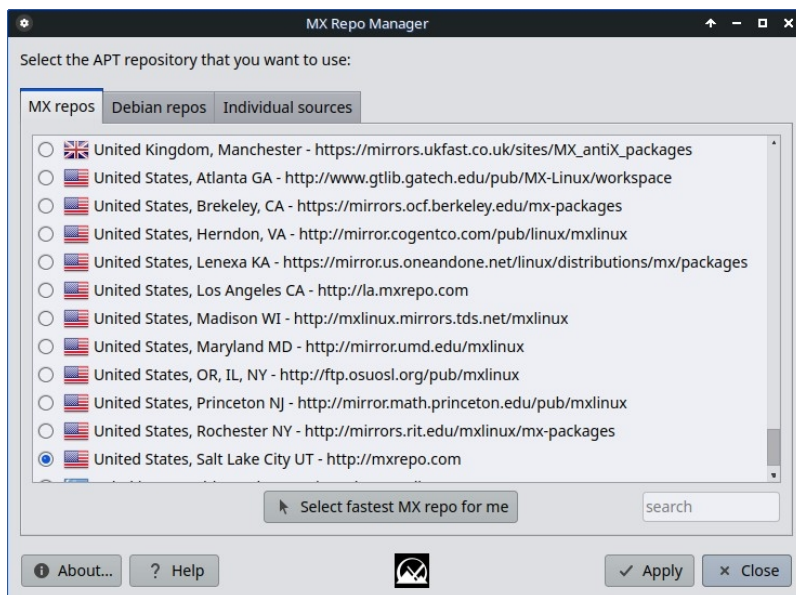 MX Repo Manager
Select the APT repository that you want to use:
MX repos Debian repos Individual sources
United Kingdom, Manchester - https://mirrors.ukfast.co.uk/sites/MX_antiX_packages
United States, Atlanta GA - http://www.gtlib.gatech.edu/pub/MX-Linux/workspace
United States, Brekeley, CA - https://mirrors.ocf.berkeley.edu/mx-packages
United States, Herndon, VA - http://mirror.cogentco.com/pub/linux/mxlinux
United States, Lenexa KA - https://mirror.us.oneandone.net/linux/distributions/mx/packages
United States, Los Angeles CA - http://la.mxrepo.com
United States, Madison WI - http://mxlinux.mirrors.tds.net/mxlinux
United States, Maryland MD - http://mirror.umd.edu/mxlinux
United States, OR, IL, NY - http://ftp.osuosl.org/pub/mxlinux
United States, Princeton NJ - http://mirror.math.princeton.edu/pub/mxlinux
United States, Rochester NY - http://mirrors.rit.edu/mxlinux/mx-packages
United States, Salt Lake City UT - http://mxrepo.com
Select fastest MX repo for me search
About... ? Help Apply Close